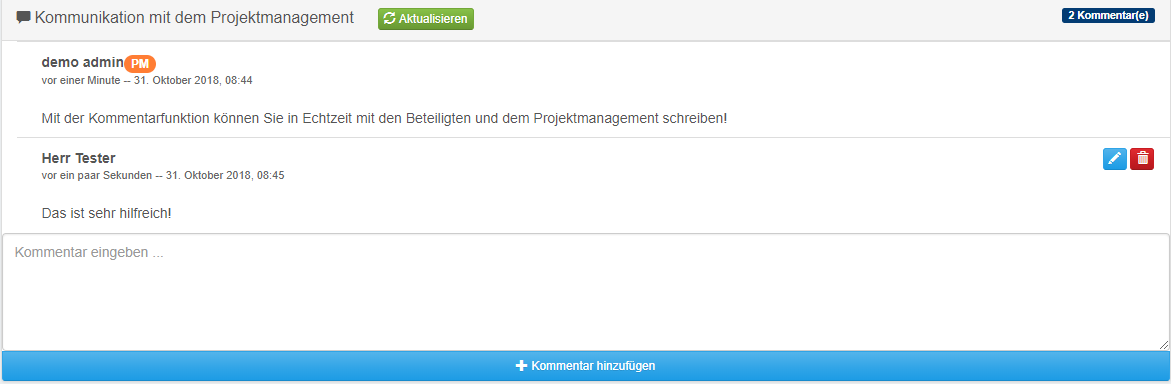 Kommunikation mit dem Projektmanagement Aktualisieren 2 Kommentar(e)
demo admin PM
vor einer Minute -- 31. Oktober 2018, 08:44
Mit der Kommentarfunktion können Sie in Echtzeit mit den Beteiligten und dem Projektmanagement schreiben!
Herr Tester
vor ein paar Sekunden -- 31. Oktober 2018, 08:45
Das ist sehr hilfreich!
Kommentar eingeben ...
Kommentar hinzufügen